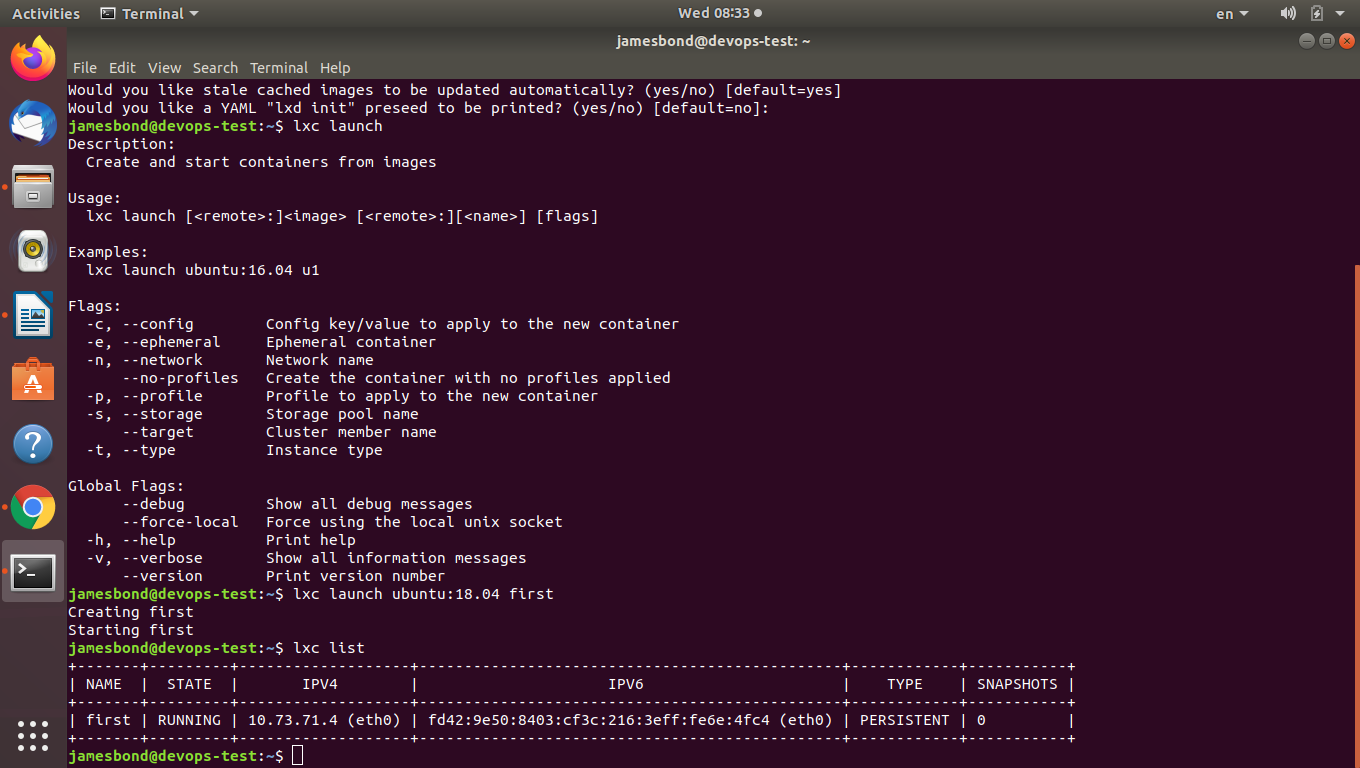 Activities Terminal Wed 08:33 en
jamesbond@devops-test: ~
File Edit View Search Terminal Help
Would you like stale cached images to be updated automatically? (yes/no) [default=yes]
Would you like a YAML "lxd init" preseed to be printed? (yes/no) [default=no]:
jamesbond@devops-test:~$ lxc launch
Description:
  Create and start containers from images

Usage:
  lxc launch [<remote>:]<image> [<remote>:][<name>] [flags]

Examples:
  lxc launch ubuntu:16.04 u1

Flags:
  -c, --config        Config key/value to apply to the new container
  -e, --ephemeral     Ephemeral container
  -n, --network       Network name
      --no-profiles   Create the container with no profiles applied
  -p, --profile       Profile to apply to the new container
  -s, --storage       Storage pool name
      --target        Cluster member name
  -t, --type          Instance type

Global Flags:
      --debug         Show all debug messages
      --force-local   Force using the local unix socket
  -h, --help          Print help
  -v, --verbose       Show all information messages
      --version       Print version number
jamesbond@devops-test:~$ lxc launch ubuntu:18.04 first
Creating first
Starting first
jamesbond@devops-test:~$ lxc list
+-------+---------+-------------------+-----------------------------------------------+------------+-----------+
| NAME  |  STATE  |       IPV4        |                     IPV6                      |    TYPE    | SNAPSHOTS |
+-------+---------+-------------------+-----------------------------------------------+------------+-----------+
| first | RUNNING | 10.73.71.4 (eth0) | fd42:9e50:8403:cf3c:216:3eff:fe6e:4fc4 (eth0) | PERSISTENT | 0         |
+-------+---------+-------------------+-----------------------------------------------+------------+-----------+
jamesbond@devops-test:~$